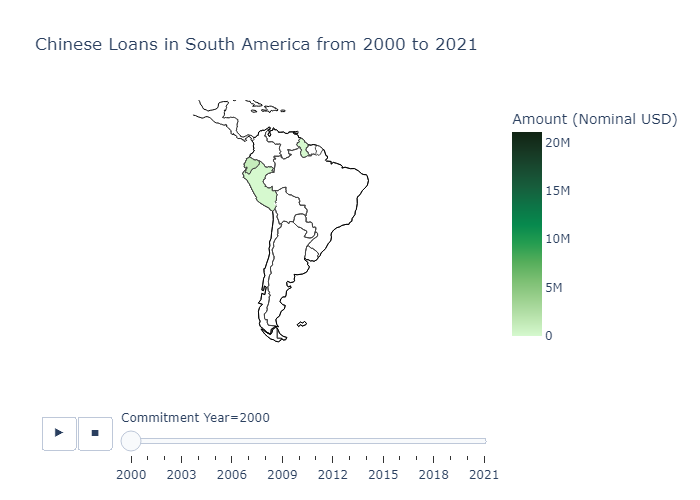 Chinese Loans in South America from 2000 to 2021
Amount (Nominal USD)
20M
15M
10M
5M
0
Commitment Year=2000
2000 2003 2006 2009 2012 2015 2018 2021